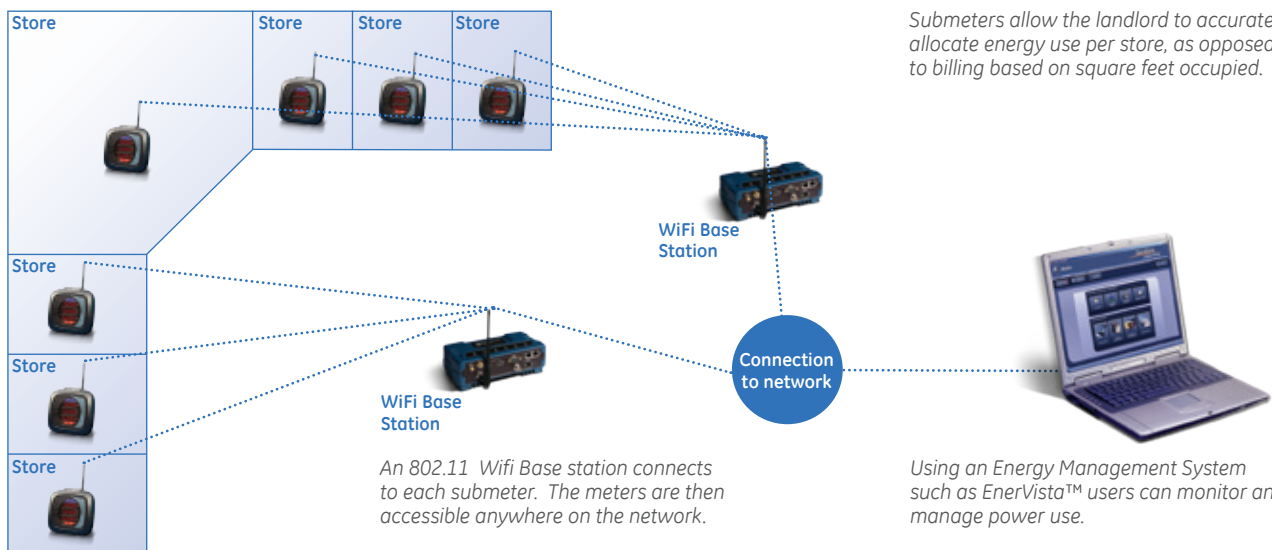 Store
Store
Store
Store
Submeters allow the landlord to accurate
allocate energy use per store, as opposed
to billing based on square feet occupied.
WiFi Base
Station
Store
Store
Store
WiFi Base
Station
Connection
to network
An 802.11 Wifi Base station connects
to each submeter. The meters are then
accessible anywhere on the network.
Using an Energy Management System
such as EnerVista™ users can monitor an
manage power use.